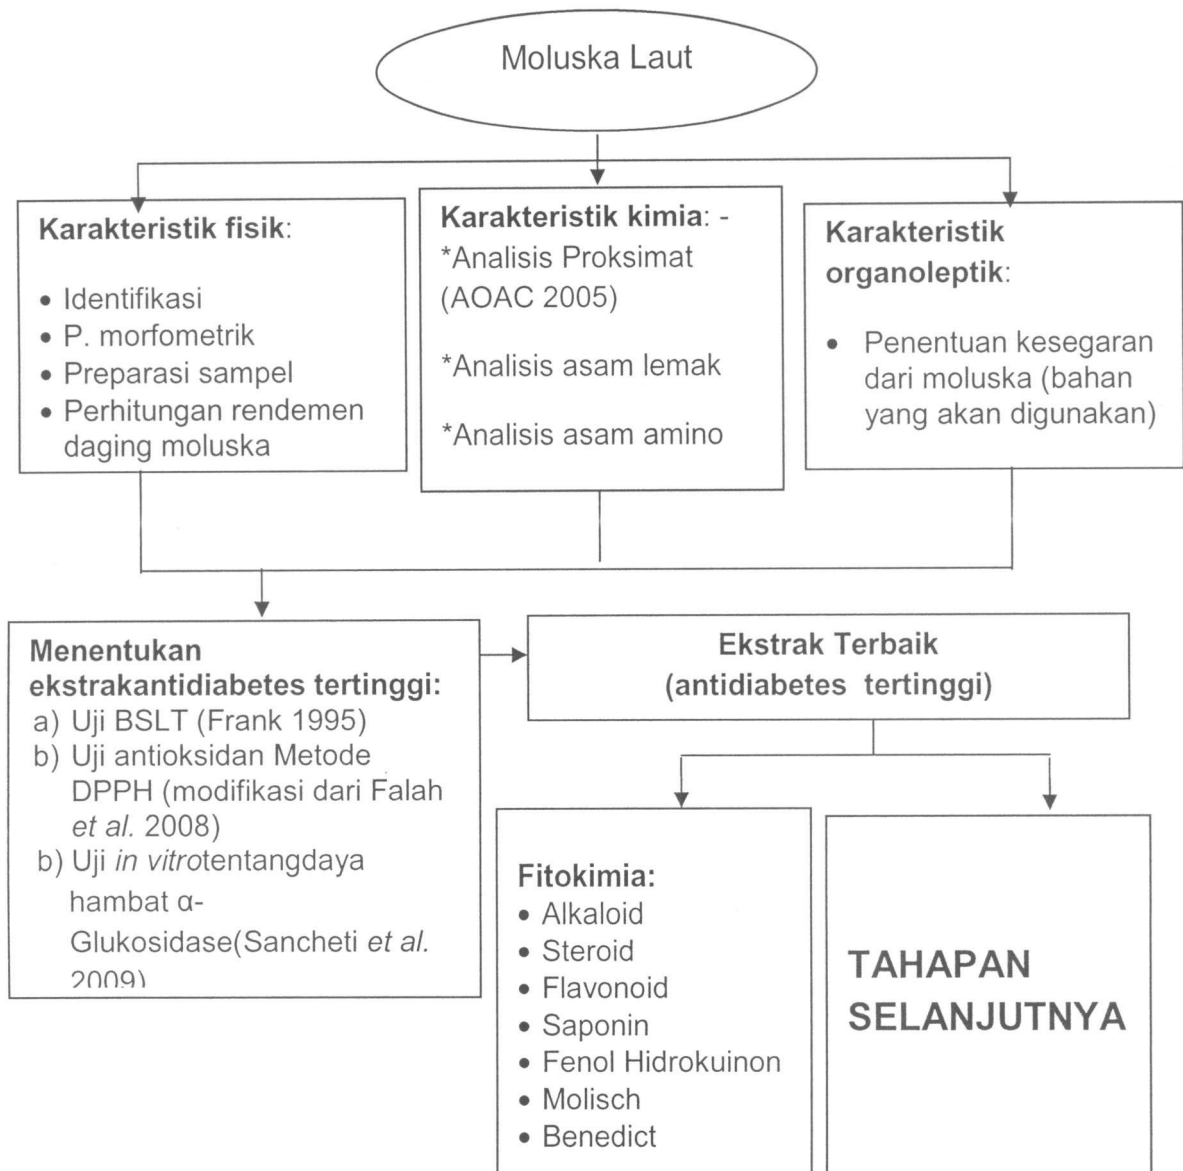 Moluska Laut
Karakteristik fisik:
• Identifikasi
• P. morfometrik
• Preparasi sampel
• Perhitungan rendemen
daging moluska
Karakteristik kimia: -
*Analisis Proksimat
(AOAC 2005)
*Analisis asam lemak
*Analisis asam amino
Karakteristik
organoleptik:
• Penentuan kesegaran
dari moluska (bahan
yang akan digunakan)
Menentukan
ekstrakantidiabetes tertinggi:
a) Uji BSLT (Frank 1995)
b) Uji antioksidan Metode
DPPH (modifikasi dari Falah
et al. 2008)
b) Uji in vitrotentangdaya
hambat α-
Glukosidase(Sancheti et al.
2009)
Ekstrak Terbaik
(antidiabetes tertinggi)
Fitokimia:
• Alkaloid
• Steroid
• Flavonoid
• Saponin
• Fenol Hidrokuinon
• Molisch
• Benedict
TAHAPAN
SELANJUTNYA